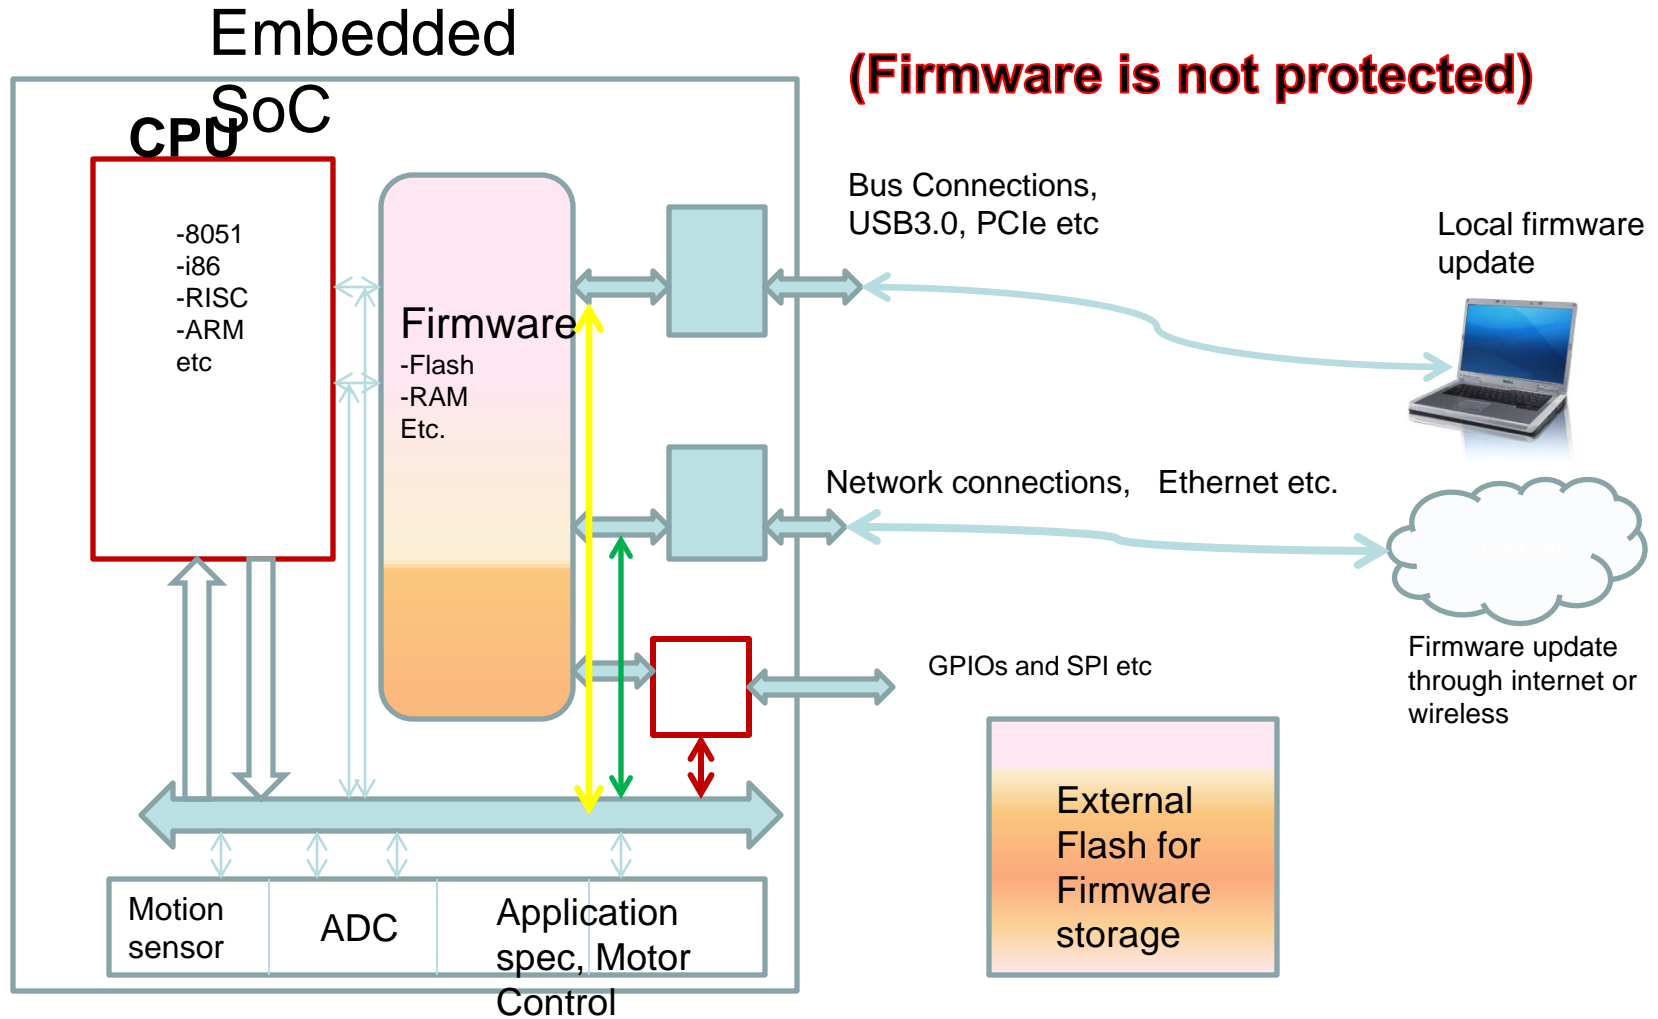 Embedded
SoC
(Firmware is not protected)
CPU
-8051
-i86
-RISC
-ARM
etc
Firmware
-Flash
-RAM
Etc.
Bus Connections,
USB3.0, PCIe etc
Local firmware
update
Network connections,   Ethernet etc.
Internet
Firmware update
through internet or
wireless
GPIOs and SPI etc
External
Flash for
Firmware
storage
Motion
sensor
ADC
Application
spec, Motor
Control